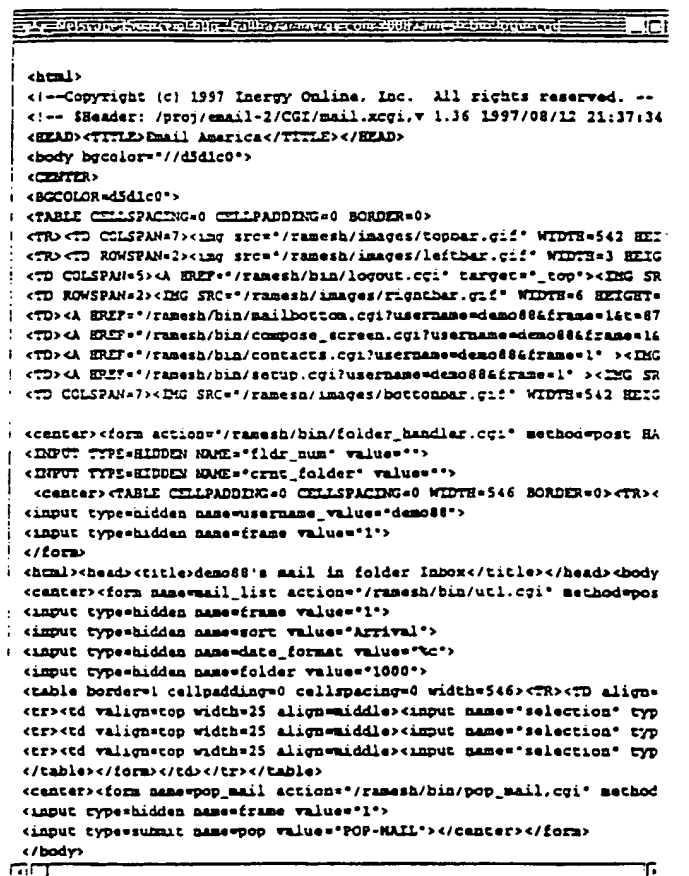 <html>
<!--Copyright (c) 1997 Inergy Online, Inc.  All rights reserved. --
<!-- $Header: /proj/email-2/CGI/mail.xcgi,v 1.36 1997/08/12 21:37:34
<HEAD><TITLE>Email America</TITLE></HEAD>
<body bgcolor="//d5d1c0">
<CENTER>
<BGCOLOR=d5d1c0">
<TABLE CELLSPACING=0 CELLPADDING=0 BORDER=0>
<TR><TD COLSPAN=7><img src="/ramesh/images/topbar.gif" WIDTH=542 HEI
<TR><TD ROWSPAN=2><img src="/ramesh/images/leftbar.gif" WIDTH=3 HEIG
<TD COLSPAN=5><A HREF="/ramesh/bin/logout.cgi" target="_top"><IMG SR
<TD ROWSPAN=2><IMG SRC="/ramesh/images/rightbar.gif" WIDTH=6 HEIGHT=
<TD><A HREF="/ramesh/bin/mailbottom.cgi?username=demo88&frame=1&t=87
<TD><A HREF="/ramesh/bin/compose_screen.cgi?username=demo88&frame=1&
<TD><A HREF="/ramesh/bin/contacts.cgi?username=demo88&frame=1" ><IMG
<TD><A HREF="/ramesh/bin/setup.cgi?username=demo88&frame=1" ><IMG SR
<TD COLSPAN=7><IMG SRC="/ramesh/images/bottombar.gif" WIDTH=542 HEIG
<center><form action="/ramesh/bin/folder_handler.cgi" method=post NA
<INPUT TYPE=HIDDEN NAME="fldr_num" value="">
<INPUT TYPE=HIDDEN NAME="crnt_folder" value="">
<center><TABLE CELLPADDING=0 CELLSPACING=0 WIDTH=546 BORDER=0><TR><
<input type=hidden name=username_value="demo88">
<input type=hidden name=frame value="1">
</form>
<html><head><title>demo88's mail in folder Inbox</title></head><body
<center><form name=mail_list action="/ramesh/bin/utl.cgi" method=pos
<input type=hidden name=frame value="1">
<input type=hidden name=sort value="Arrival">
<input type=hidden name=date_format value="%c">
<input type=hidden name=folder value="1000">
<table border=1 cellpadding=0 cellspacing=0 width=546><TR><TD align=
<tr><td valign=top width=25 align=middle><input name="selection" typ
<tr><td valign=top width=25 align=middle><input name="selection" typ
<tr><td valign=top width=25 align=middle><input name="selection" typ
</table></form></td></tr></table>
<center><form name=pop_mail action="/ramesh/bin/pop_mail.cgi" method
<input type=hidden name=frame value="1">
<input type=submit name=pop value="POP-MAIL"></center></form>
</body>